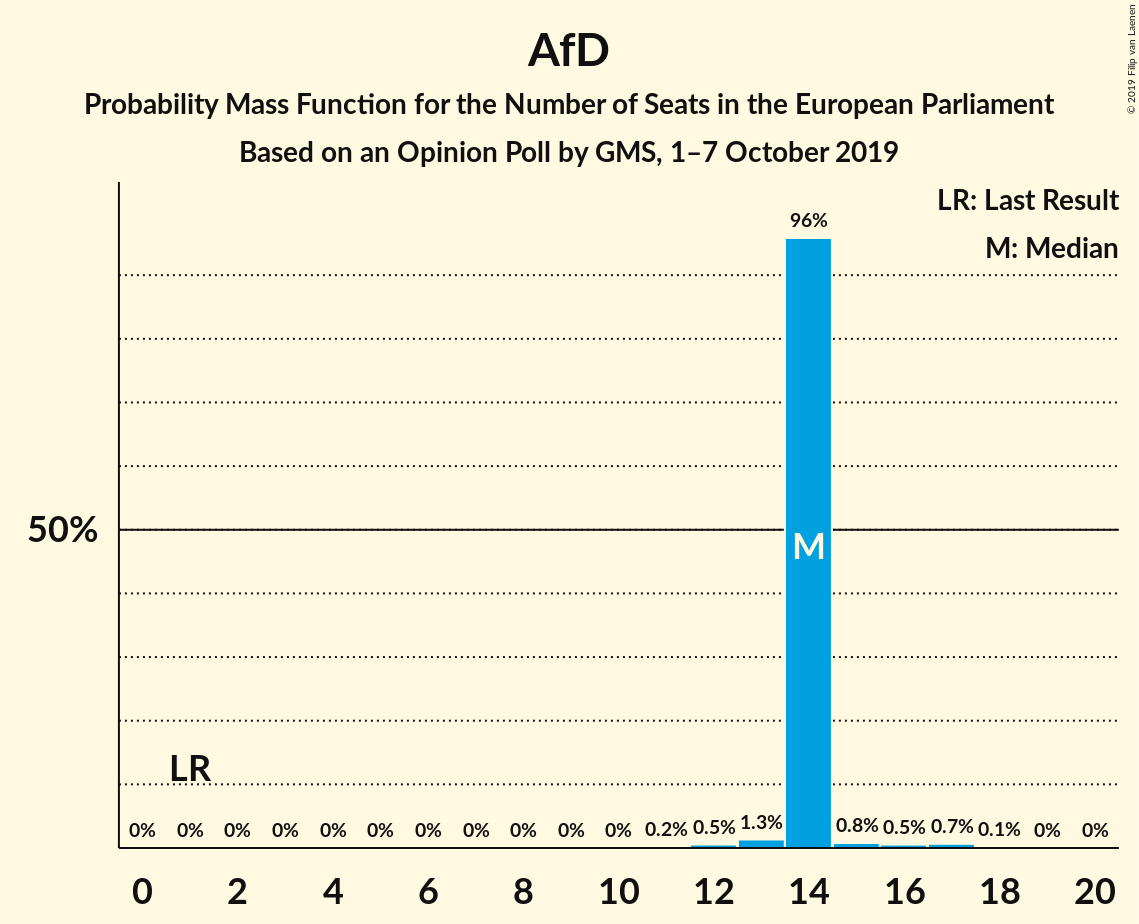 AfD
Probability Mass Function for the Number of Seats in the European Parliament
Based on an Opinion Poll by GMS, 1–7 October 2019
© 2019 Filip van Laenen
LR: Last Result
M: Median
96%
50%
M
LR
0% 0% 0% 0% 0% 0% 0% 0% 0% 0% 0% 0.2% 0.5% 1.3% 0.8% 0.5% 0.7% 0.1% 0% 0%
0 2 4 6 8 10 12 14 16 18 20